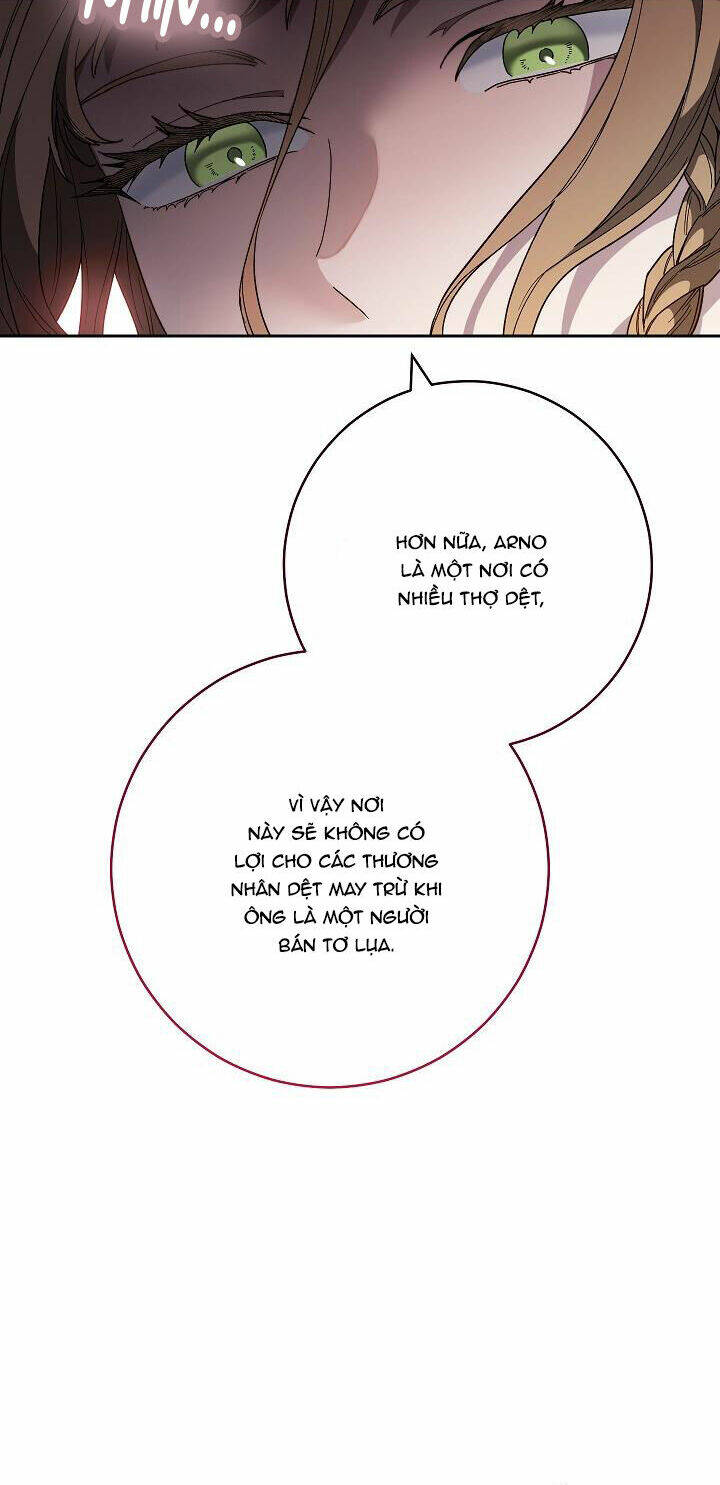 HƠN NỮA, ARNO
LÀ MỘT NƠI CÓ
NHIỀU THỢ DỆT,
VÌ VẬY NƠI
NÀY SẼ KHÔNG CÓ
LỢI CHO CÁC THƯƠNG
NHÂN DỆT MAY TRỪ KHI
ÔNG LÀ MỘT NGƯỜI
BÁN TƠ LỤA.